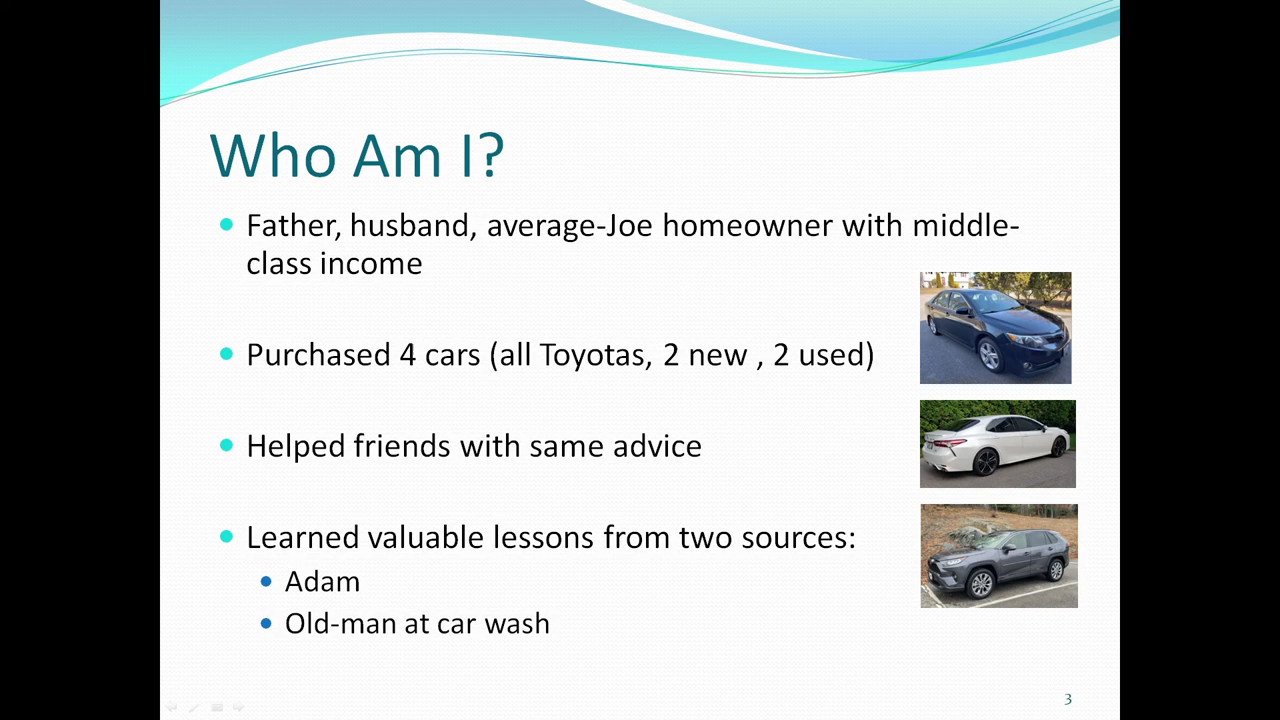 Who Am I?
Father, husband, average-Joe homeowner with middle-
class income
Purchased 4 cars (all Toyotas, 2 new , 2 used)
Helped friends with same advice
Learned valuable lessons from two sources:
Adam
Old-man at car wash
3